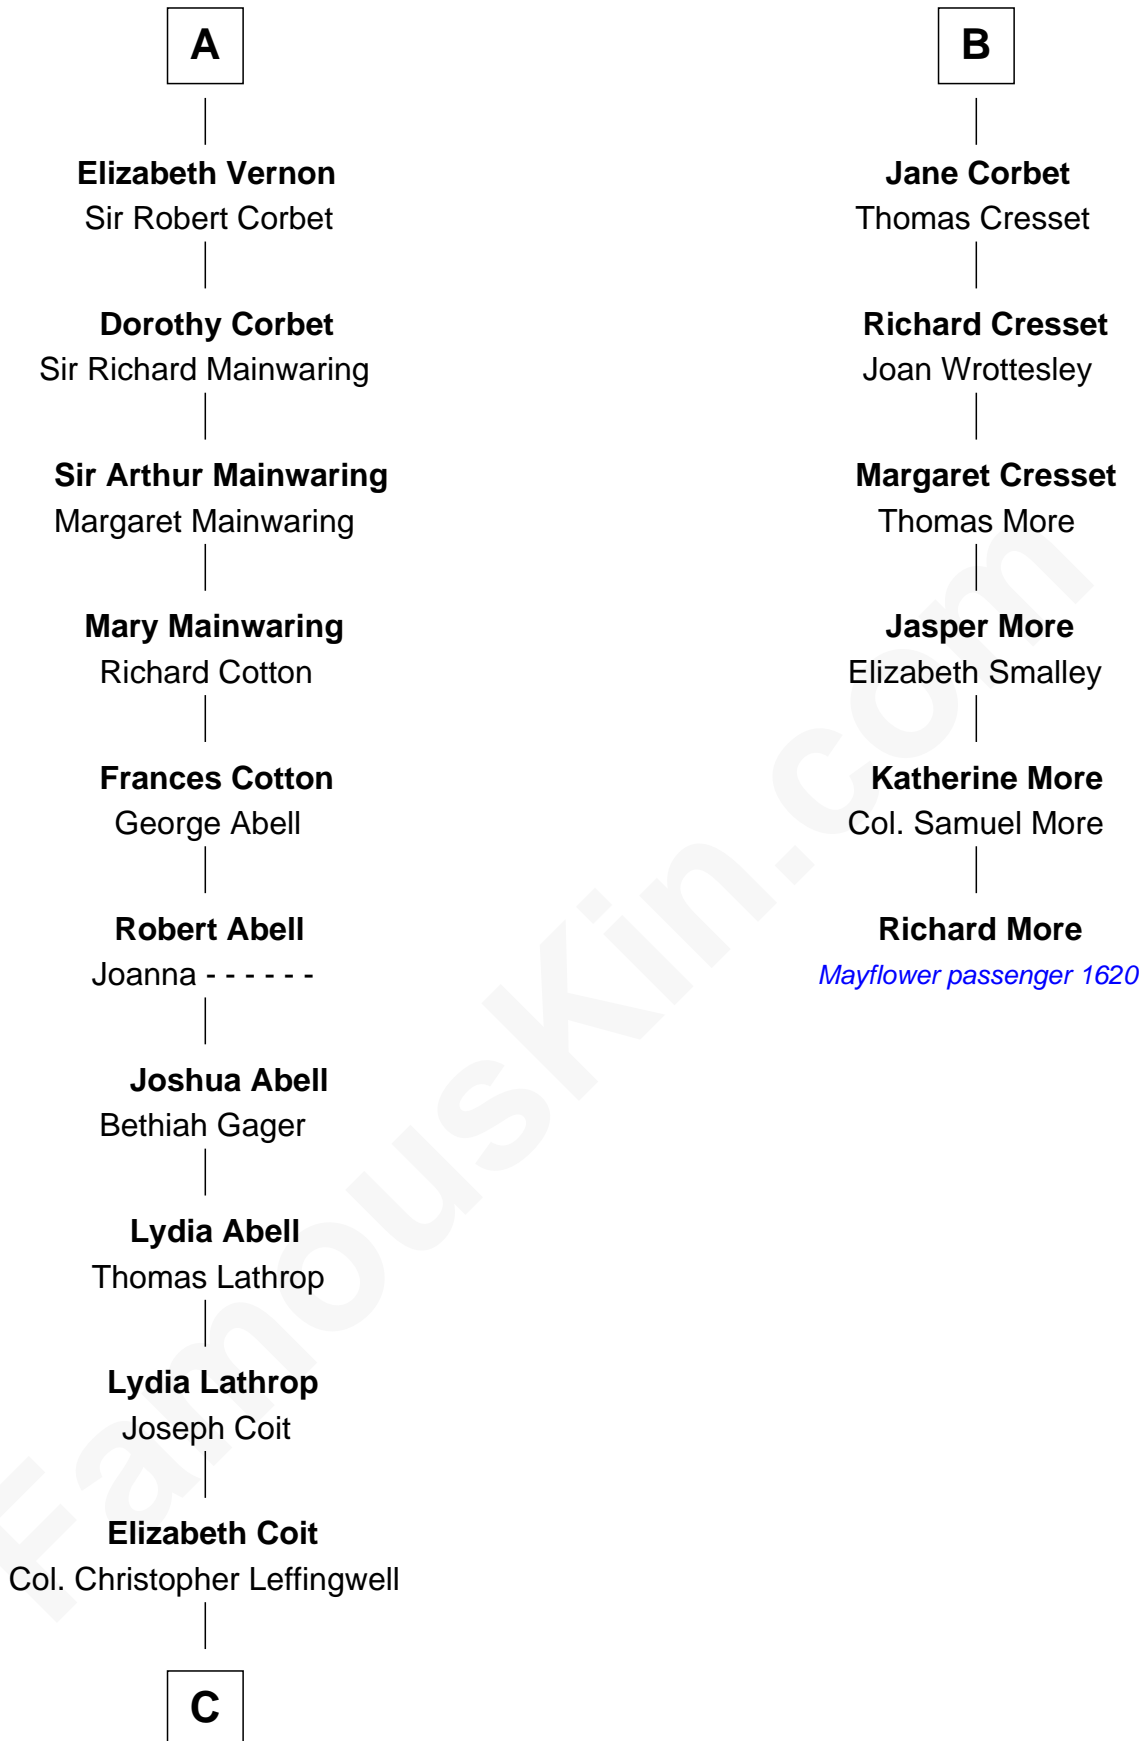 A
Elizabeth Vernon
Sir Robert Corbet
Dorothy Corbet
Sir Richard Mainwaring
Sir Arthur Mainwaring
Margaret Mainwaring
Mary Mainwaring
Richard Cotton
Frances Cotton
George Abell
Robert Abell
Joanna - - - - - -
Joshua Abell
Bethiah Gager
Lydia Abell
Thomas Lathrop
Lydia Lathrop
Joseph Coit
Elizabeth Coit
Col. Christopher Leffingwell
C
B
Jane Corbet
Thomas Cresset
Richard Cresset
Joan Wrottesley
Margaret Cresset
Thomas More
Jasper More
Elizabeth Smalley
Katherine More
Col. Samuel More
Richard More
Mayflower passenger 1620
FamousKin.com